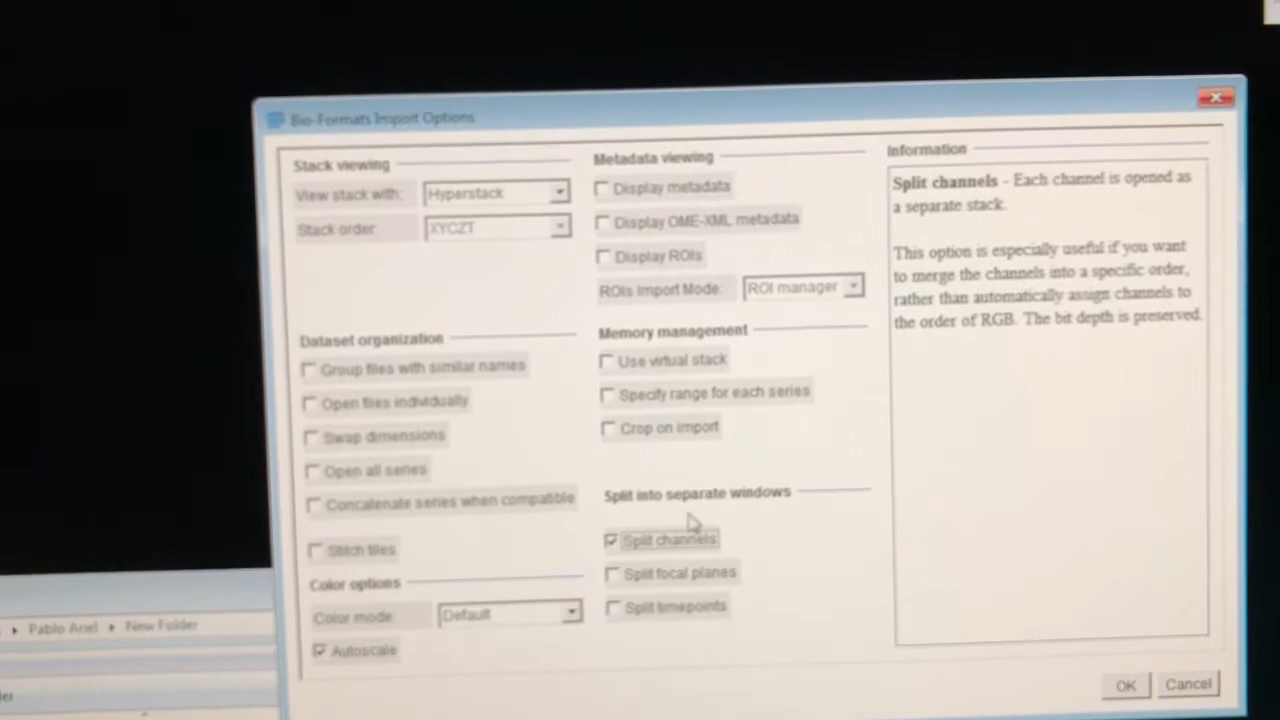 Bio-Formats Import Options
Stack viewing
View stack with:
Hyperstack
Stack order:
XYCZT
Metadata viewing
Display metadata
Display OME-XML metadata
Display ROIs
ROIs Import Mode:
ROI manager
Information
Split channels - Each channel is opened as
a separate stack.
This option is especially useful if you want
to merge the channels into a specific order,
rather than automatically assign channels to
the order of RGB. The bit depth is preserved.
Dataset organization
Group files with similar names
Open files individually
Swap dimensions
Open all series
Concatenate series when compatible
Stitch tiles
Memory management
Use virtual stack
Specify range for each series
Crop on import
Split into separate windows
Split channels
Split focal planes
Split timepoints
Color options
Color mode:
Default
Autoscale
OK
Cancel
Pablo Ariel
New Folder